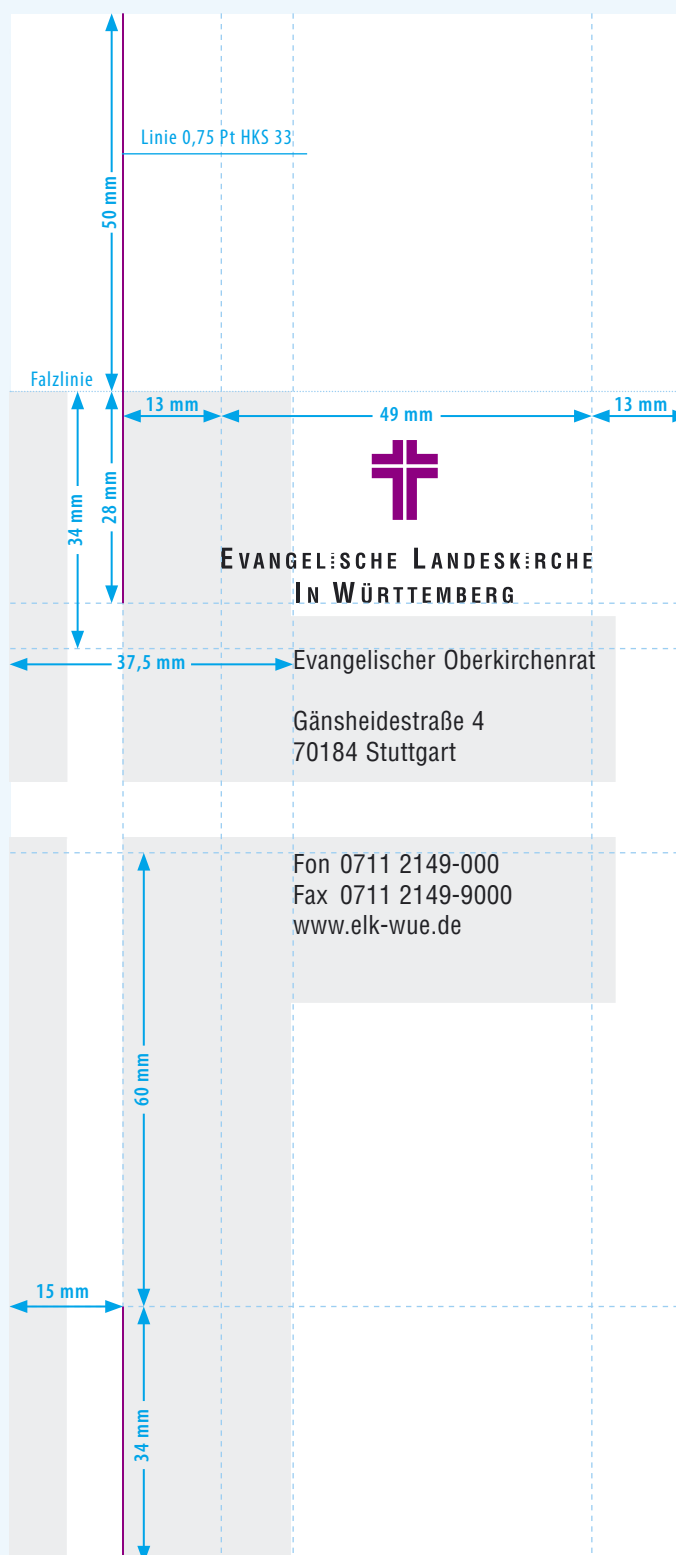 Linie 0,75 Pt HKS 33
50 mm
Falzlinie
13 mm
49 mm
13 mm
34 mm
28 mm
EVANGELISCHE LANDESKIRCHE
IN WÜRTTEMBERG
37,5 mm
Evangelischer Oberkirchenrat
Gänsheidestraße 4
70184 Stuttgart
Fon 0711 2149-000
Fax 0711 2149-9000
www.elk-wue.de
60 mm
15 mm
34 mm